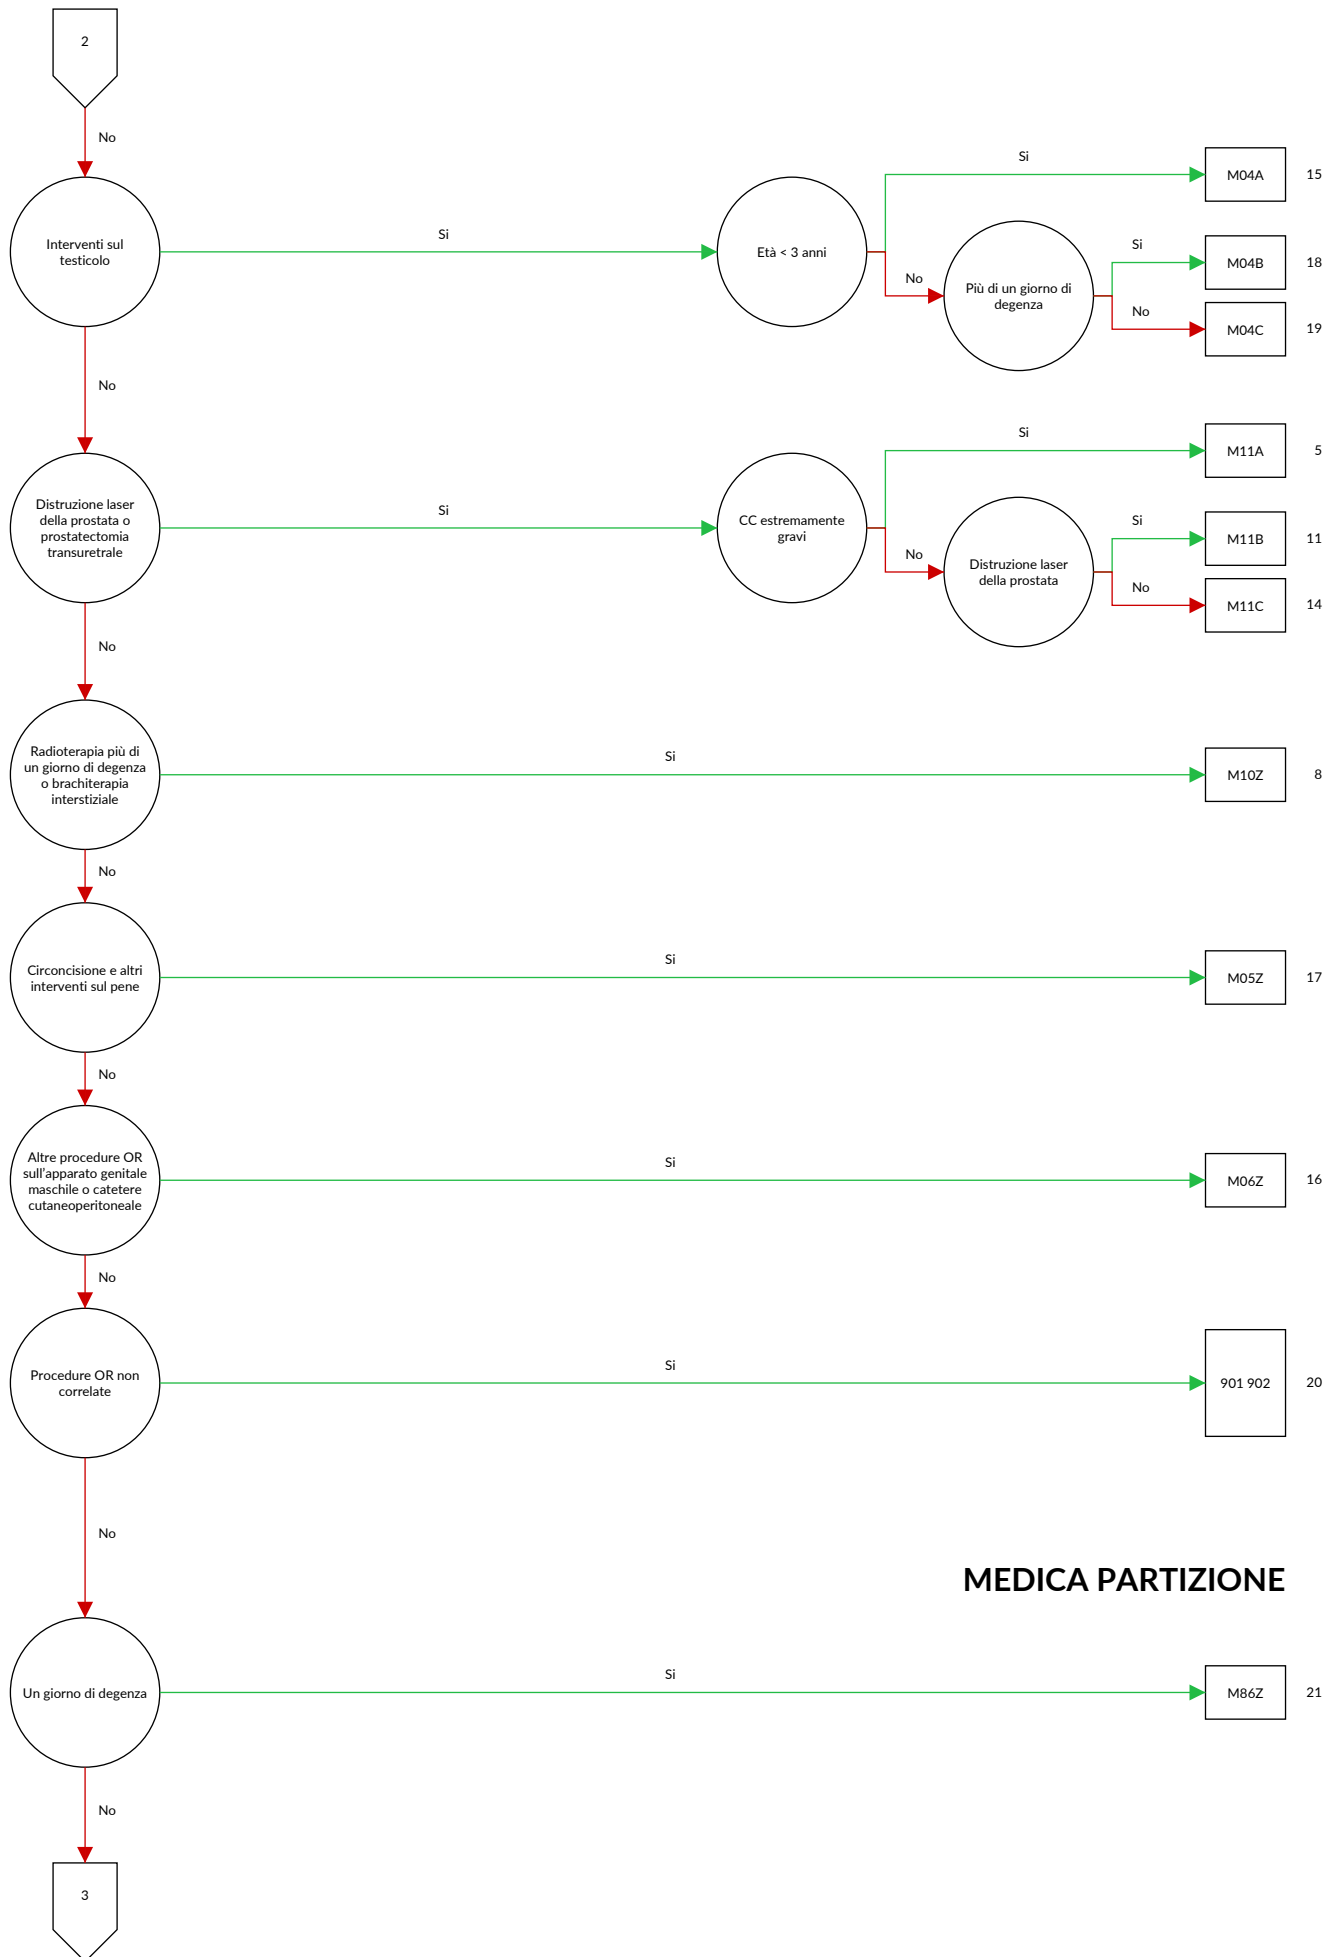 2
No
Interventi sul
testicolo
Si
Età < 3 anni
Si
M04A
15
No
Più di un giorno di
degenza
Si
M04B
18
No
M04C
19
No
Distruzione laser
della prostata o
prostatectomia
transuretrale
Si
CC estremamente
gravi
Si
M11A
5
No
Distruzione laser
della prostata
Si
M11B
11
No
M11C
14
No
Radioterapia più di
un giorno di degenza
o brachiterapia
interstiziale
Si
M10Z
8
No
Circoncisione e altri
interventi sul pene
Si
M05Z
17
No
Altre procedure OR
sull'apparato genitale
maschile o catetere
cutaneoperitoneale
Si
M06Z
16
No
Procedure OR non
correlate
Si
901 902
20
No
MEDICA PARTIZIONE
Un giorno di degenza
Si
M86Z
21
No
3